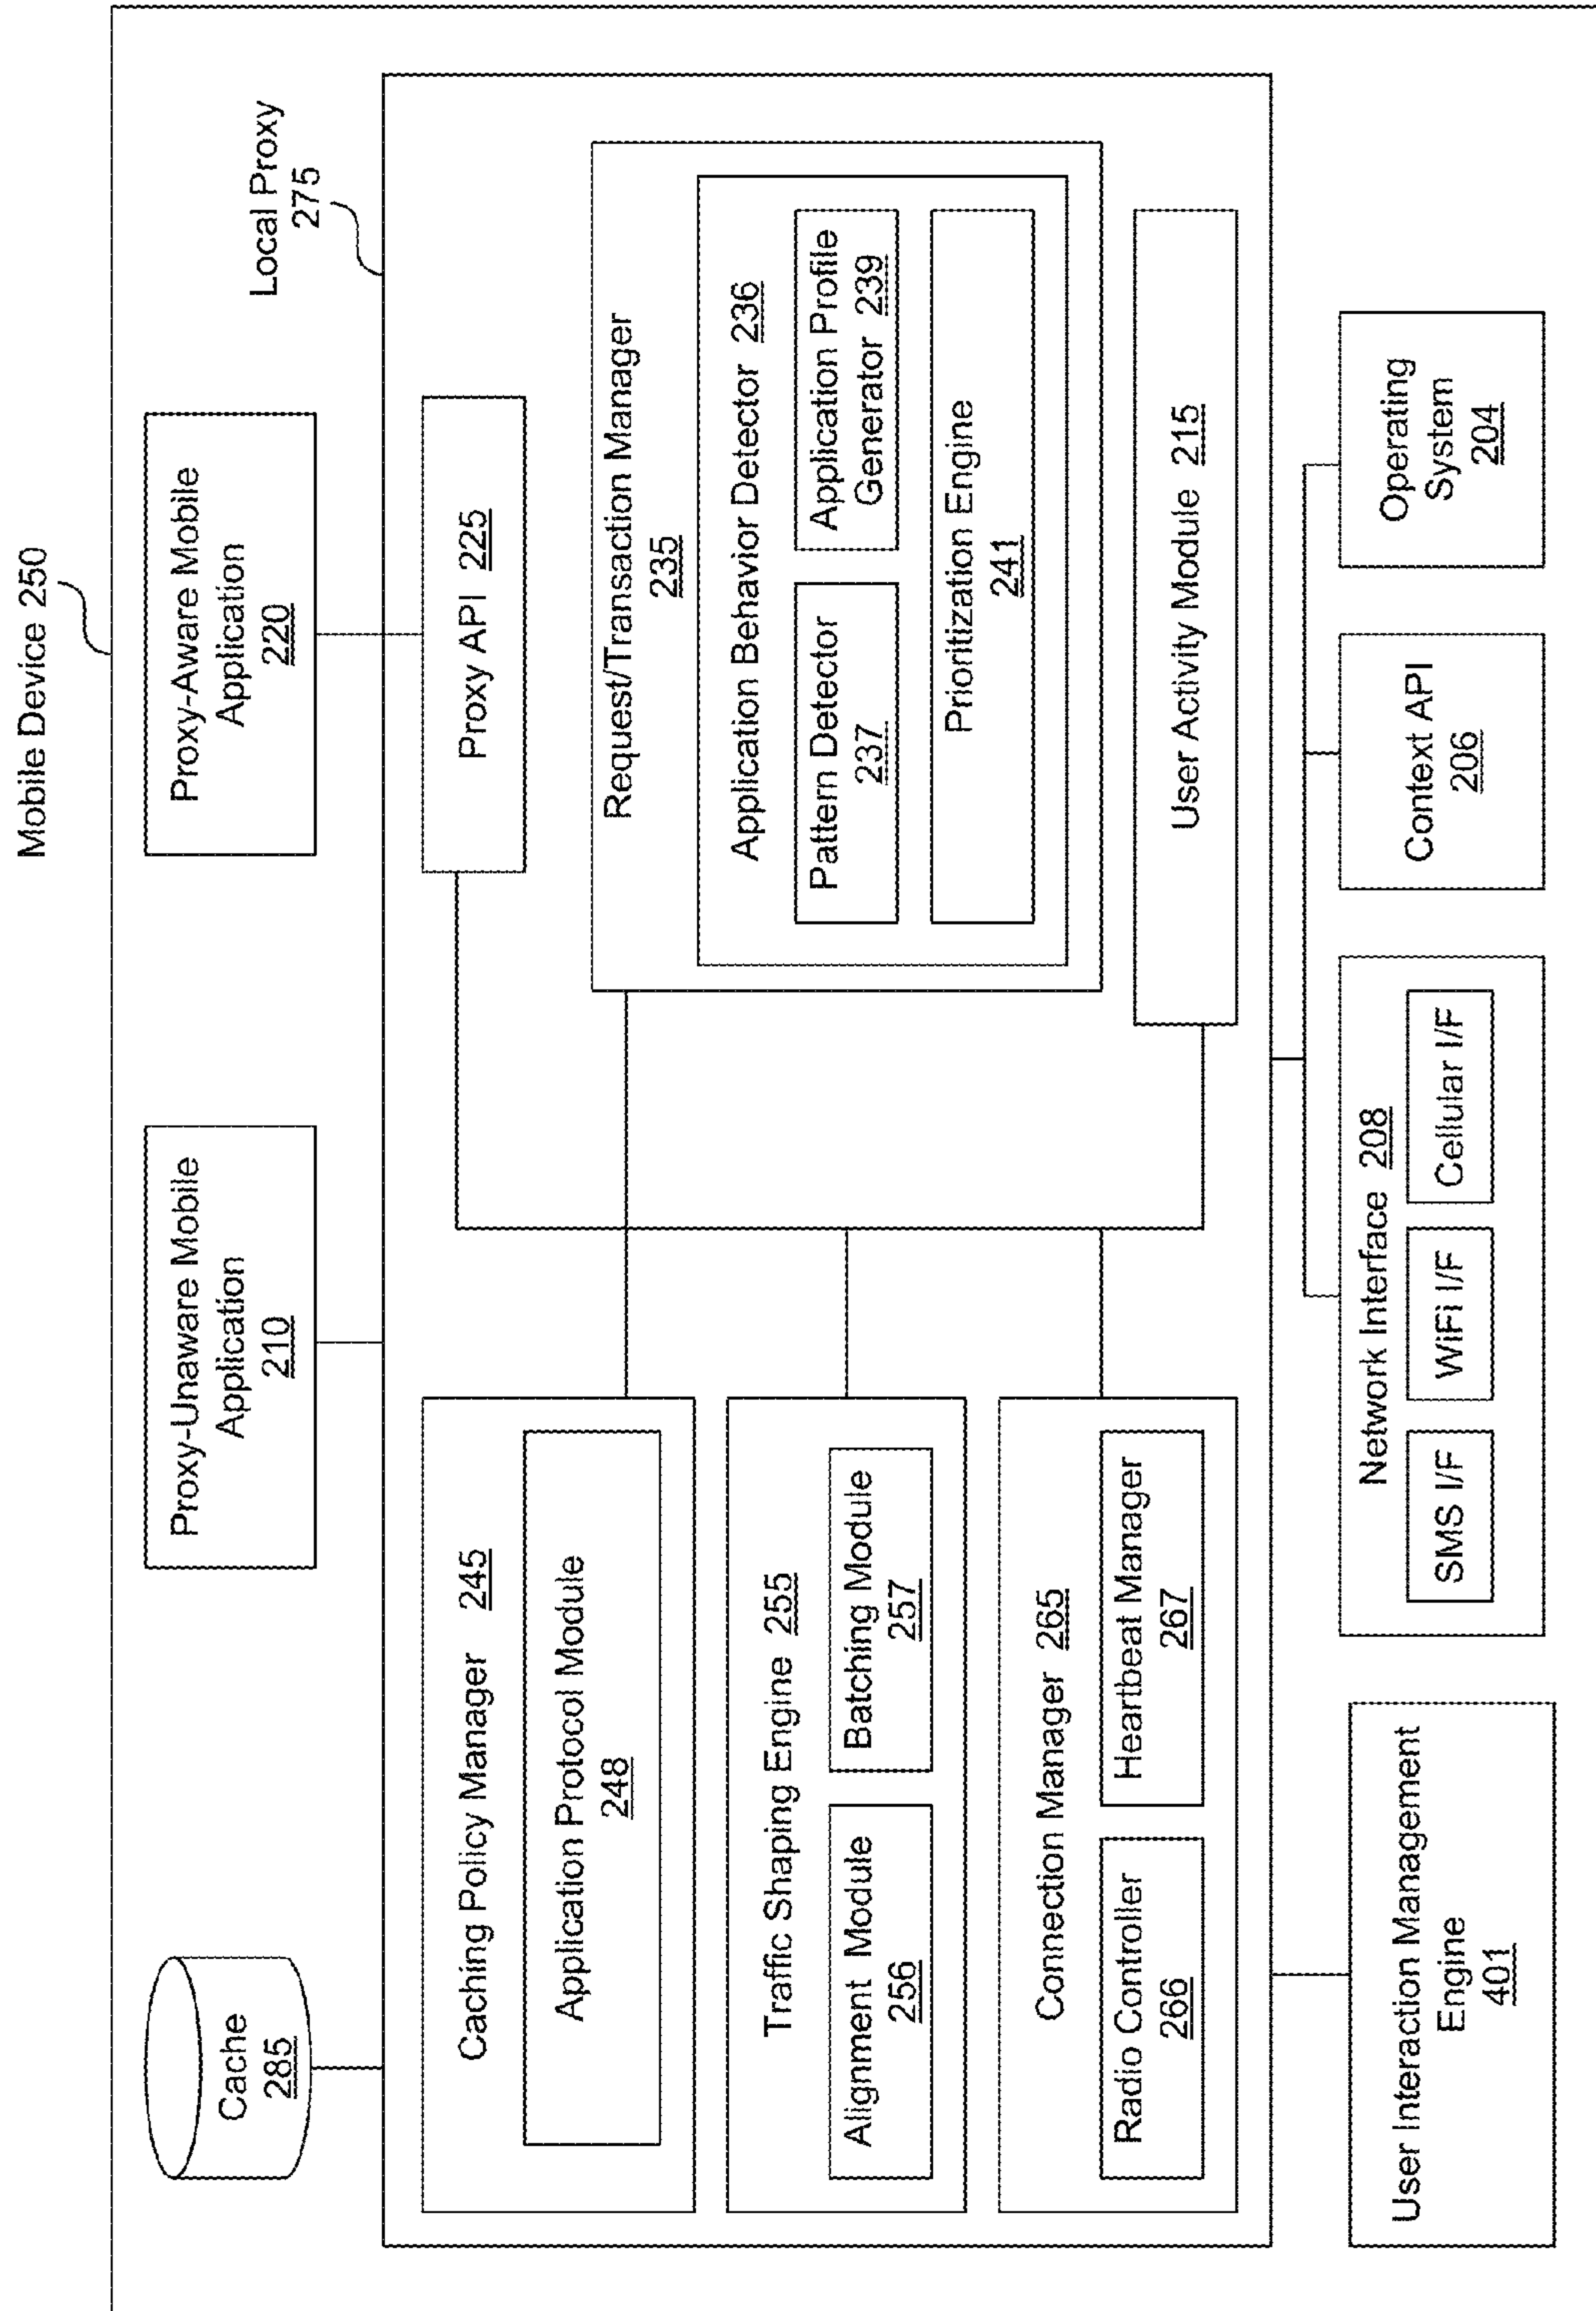 Mobile Device 250
Cache
285
Proxy-Unaware Mobile
Application
210
Proxy-Aware Mobile
Application
220
Local Proxy
275
Caching Policy Manager 245
Application Protocol Module
248
Traffic Shaping Engine 255
Alignment Module
256
Batching Module
257
Connection Manager 265
Radio Controller
266
Heartbeat Manager
267
Proxy API 225
Request/Transaction Manager
235
Application Behavior Detector 236
Pattern Detector
237
Application Profile
Generator 239
Prioritization Engine
241
User Activity Module 215
User Interaction Management
Engine
401
Network Interface 208
SMS I/F
WiFi I/F
Cellular I/F
Context API
206
Operating
System
204